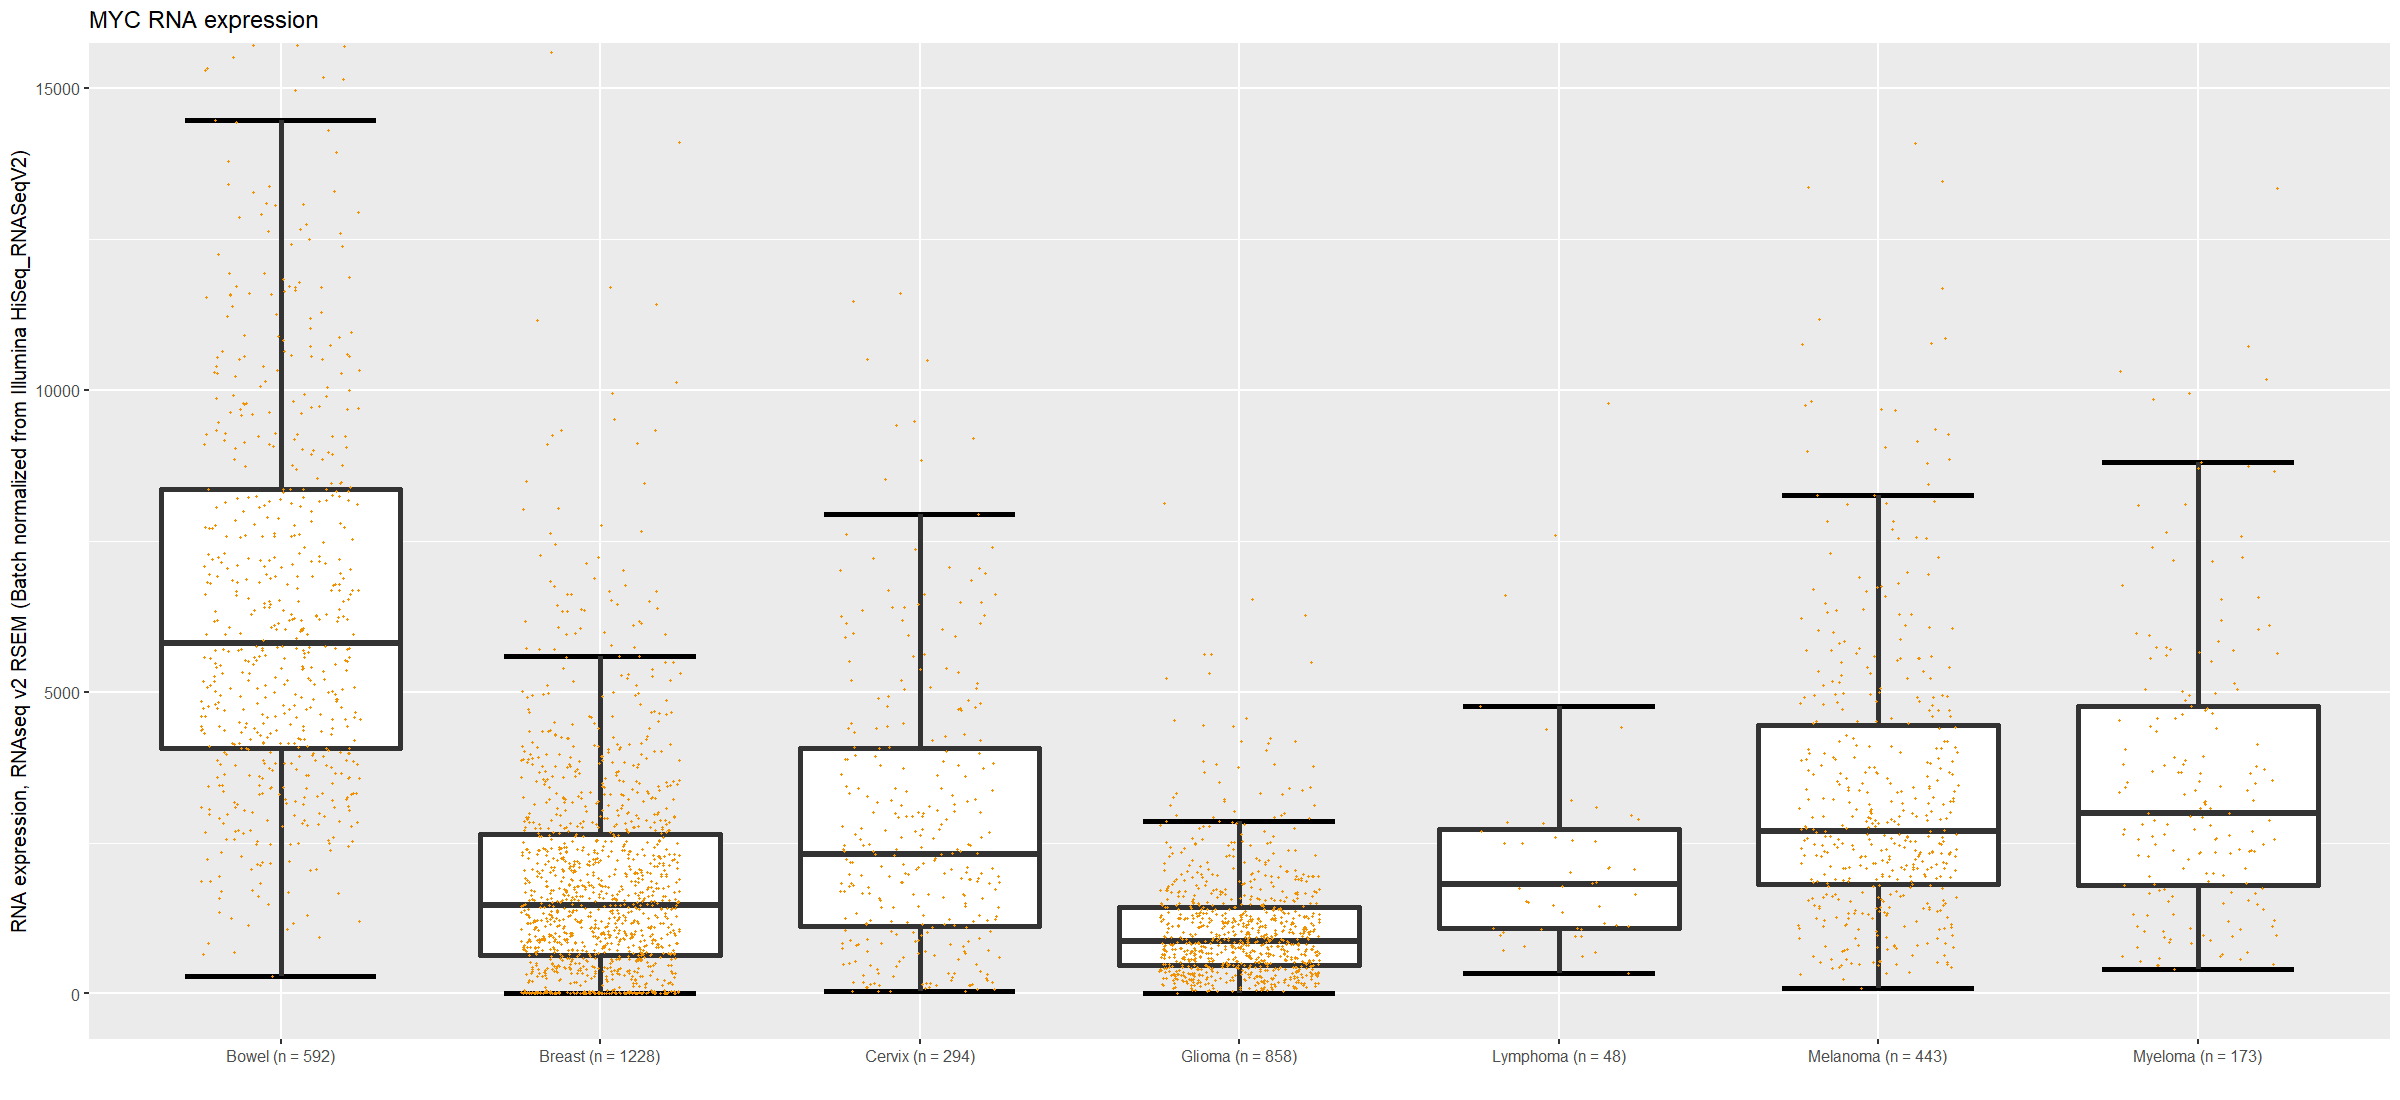 MYC RNA expression
RNA expression, RNAseq v2 RSEM (Batch normalized from Illumina HiSeq_RNASeqV2)
15000
10000
5000
0
Bowel (n = 592)
Breast (n = 1228)
Cervix (n = 294)
Glioma (n = 858)
Lymphoma (n = 48)
Melanoma (n = 443)
Myeloma (n = 173)